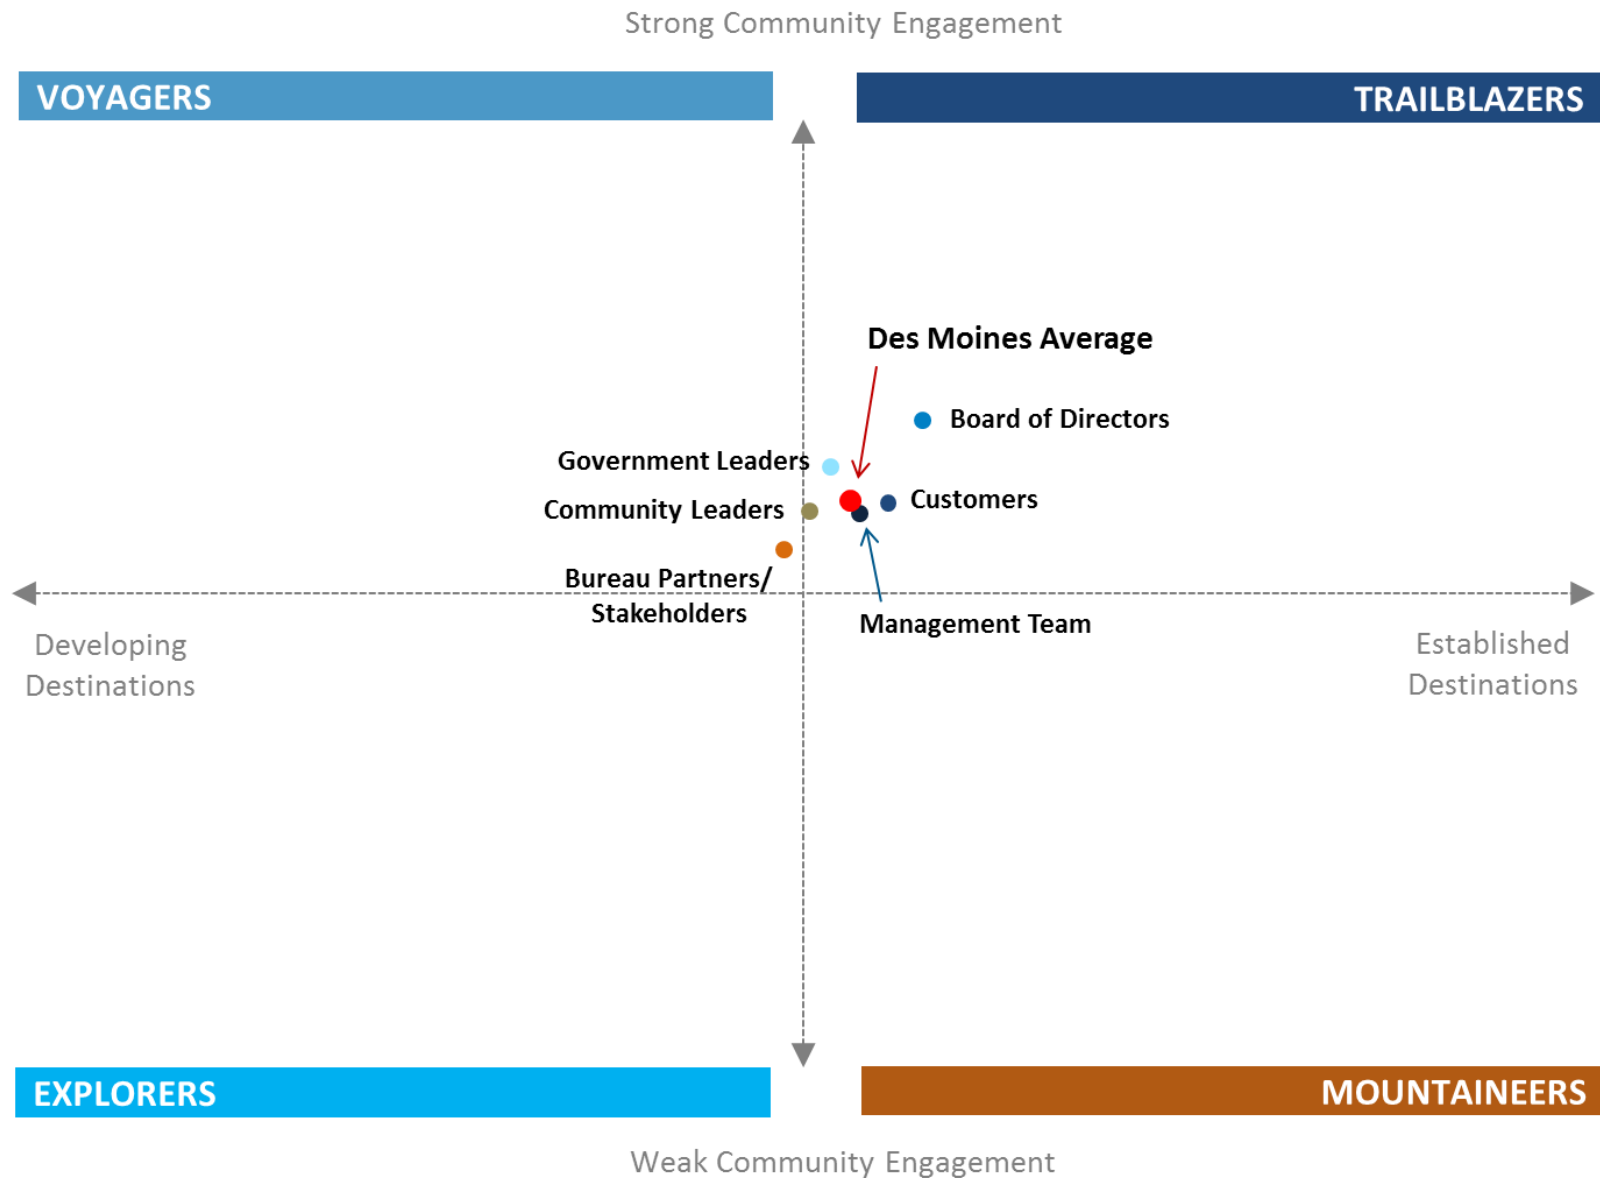 Strong Community Engagement
VOYAGERS
TRAILBLAZERS
Des Moines Average
Board of Directors
Government Leaders
Customers
Community Leaders
Bureau Partners/
Stakeholders
Management Team
Developing
Destinations
Established
Destinations
EXPLORERS
MOUNTAINEERS
Weak Community Engagement